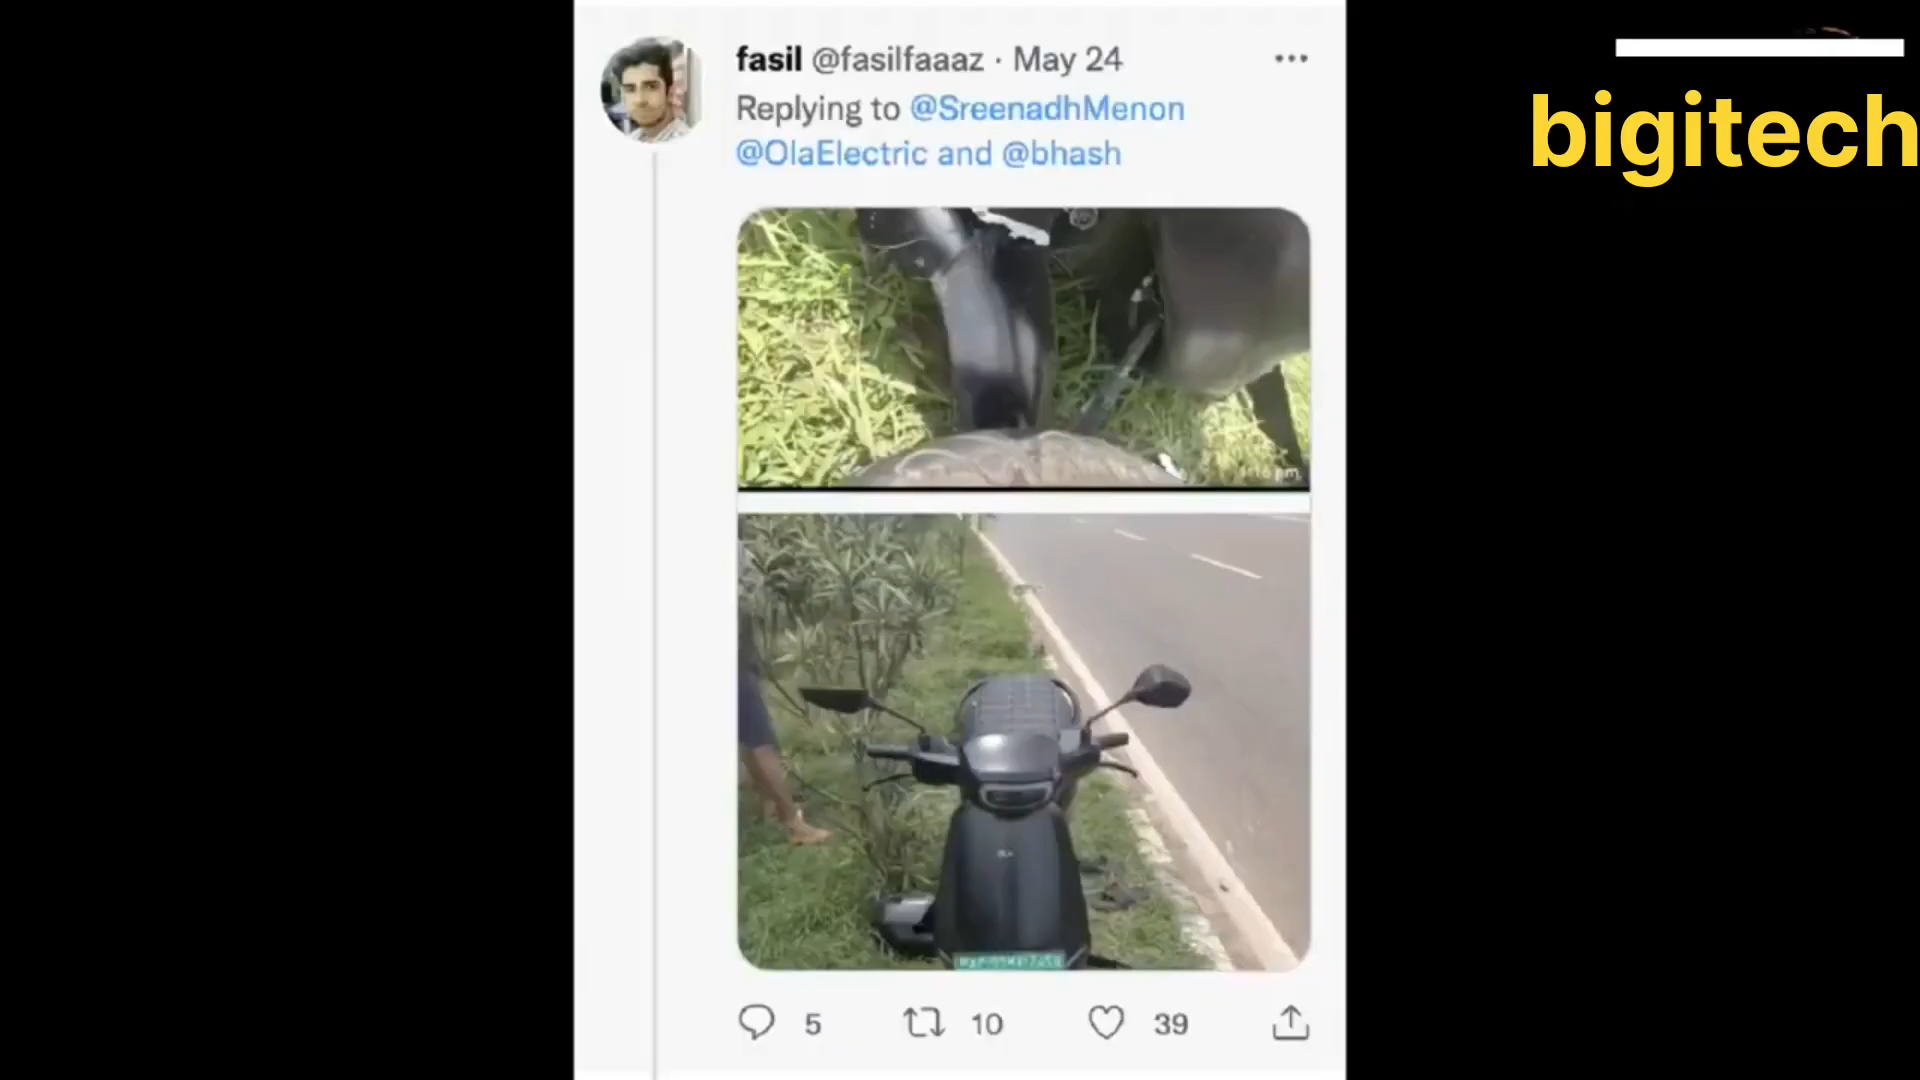 fasil @fasilfaaaz · May 24
Replying to @SreenadhMenon
@OlaElectric and @bhash
5 10 39
bigitech